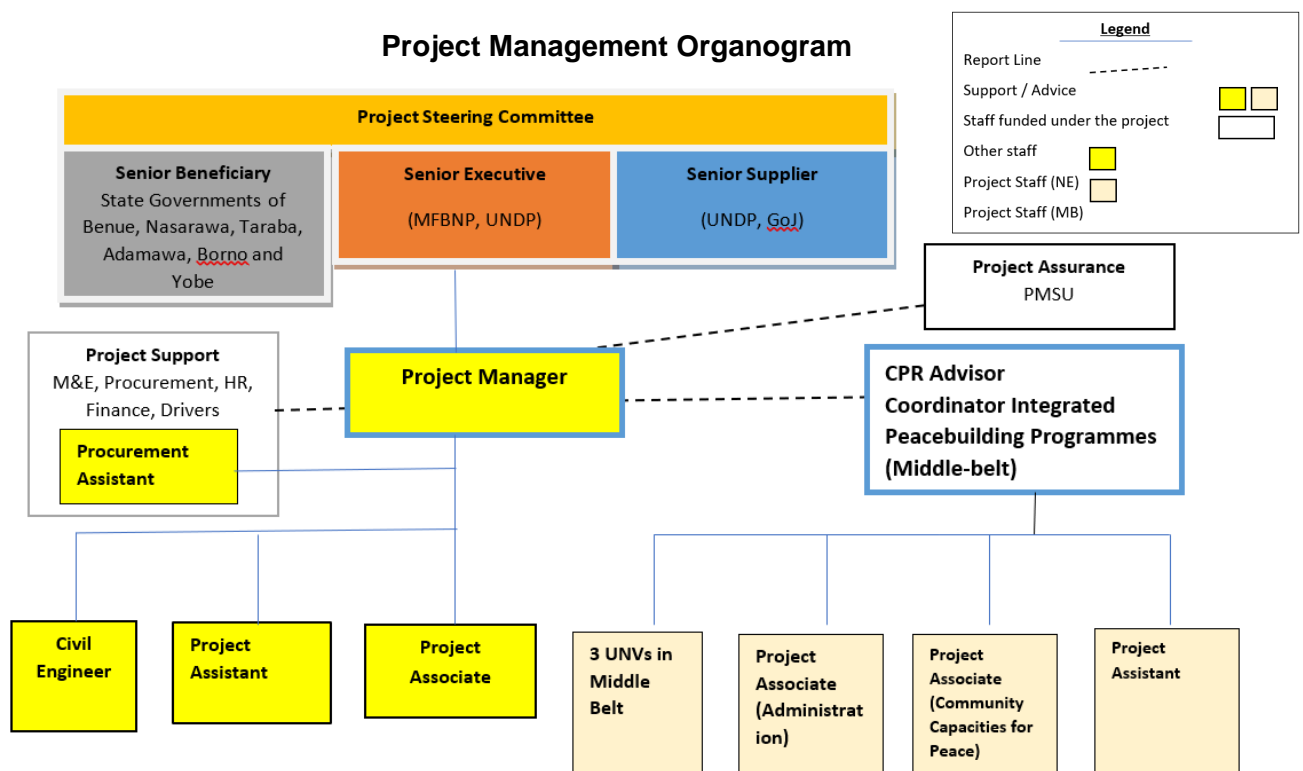 Project Management Organogram
Legend
Report Line
Support / Advice
Staff funded under the project
Other staff
Project Staff (NE)
Project Staff (MB)
Project Steering Committee
Senior Beneficiary
State Governments of
Benue, Nasarawa, Taraba,
Adamawa, Borno and
Yobe
Senior Executive
(MFBNP, UNDP)
Senior Supplier
(UNDP, GoJ)
Project Assurance
PMSU
Project Support
M&E, Procurement, HR,
Finance, Drivers
Procurement
Assistant
Project Manager
CPR Advisor
Coordinator Integrated
Peacebuilding Programmes
(Middle-belt)
Civil
Engineer
Project
Assistant
Project
Associate
3 UNVs in
Middle
Belt
Project
Associate
(Administrat
ion)
Project
Associate
(Community
Capacities for
Peace)
Project
Assistant